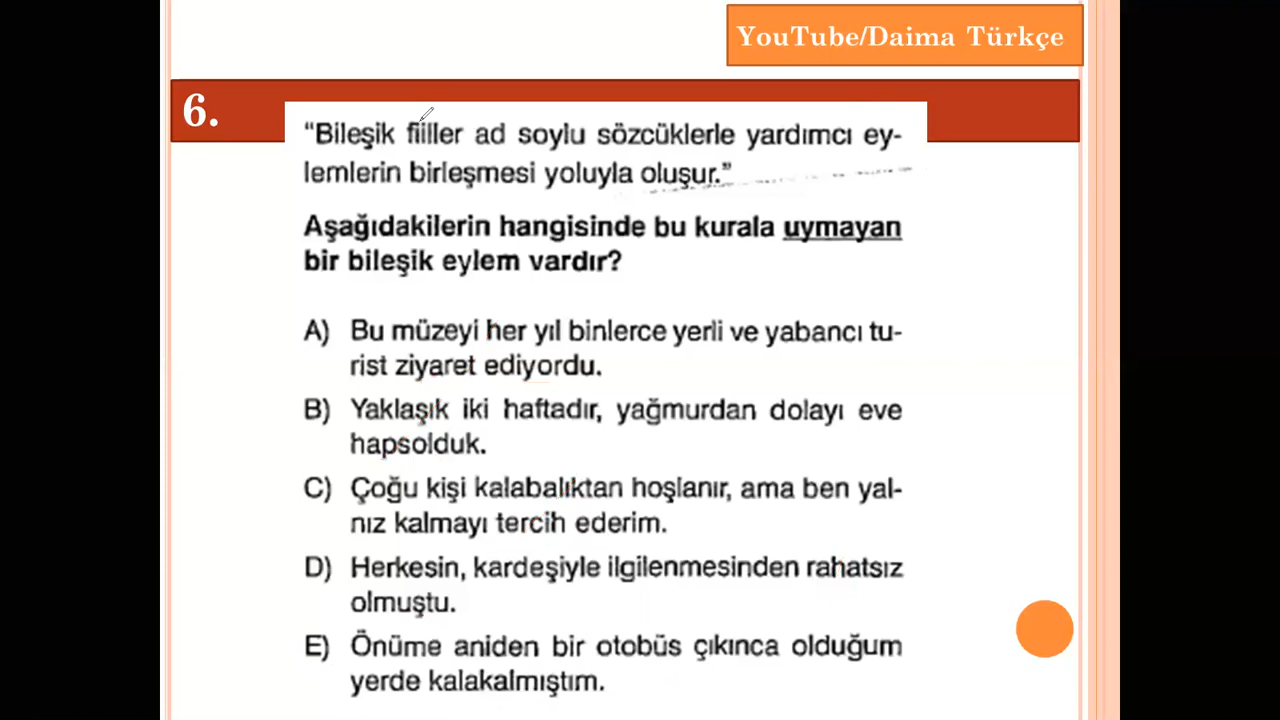 YouTube/Daima Türkçe
6.
“Bileşik fiiller ad soylu sözcüklerle yardımcı ey-
lemlerin birleşmesi yoluyla oluşur.”
Aşağıdakilerin hangisinde bu kurala uymayan
bir bileşik eylem vardır?
A) Bu müzeyi her yıl binlerce yerli ve yabancı tu-
rist ziyaret ediyordu.
B) Yaklaşık iki haftadır, yağmurdan dolayı eve
hapsolduk.
C) Çoğu kişi kalabalıktan hoşlanır, ama ben yal-
nız kalmayı tercih ederim.
D) Herkesin, kardeşiyle ilgilenmesinden rahatsız
olmuştu.
E) Önüme aniden bir otobüs çıkınca olduğum
yerde kalakalmıştım.